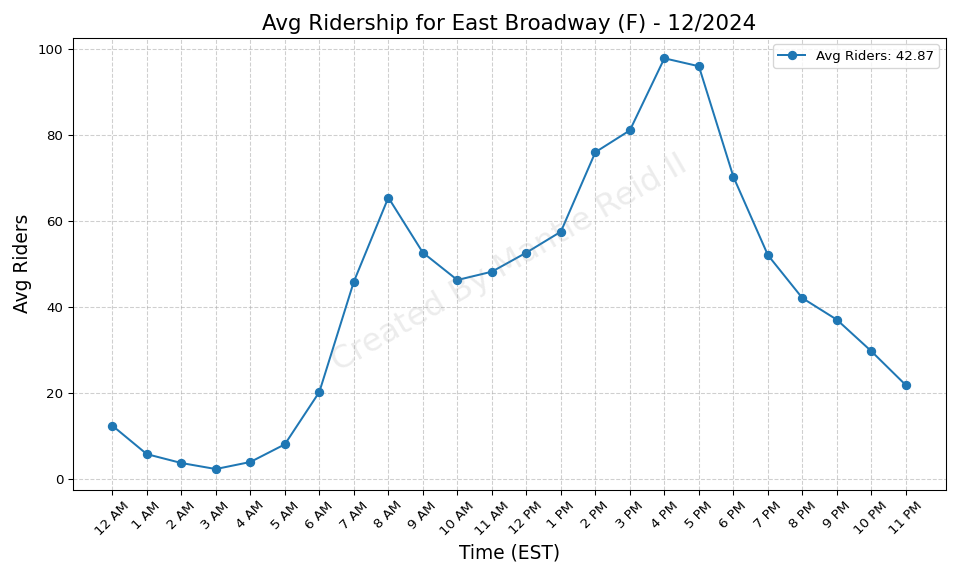 Avg Ridership for East Broadway (F) - 12/2024
Avg Riders: 42.87
100
80
60
40
20
0
Avg Riders
Created By Mantie Reid II
12 AM
1 AM
2 AM
3 AM
4 AM
5 AM
6 AM
7 AM
8 AM
9 AM
10 AM
11 AM
12 PM
1 PM
2 PM
3 PM
4 PM
5 PM
6 PM
7 PM
8 PM
9 PM
10 PM
11 PM
Time (EST)